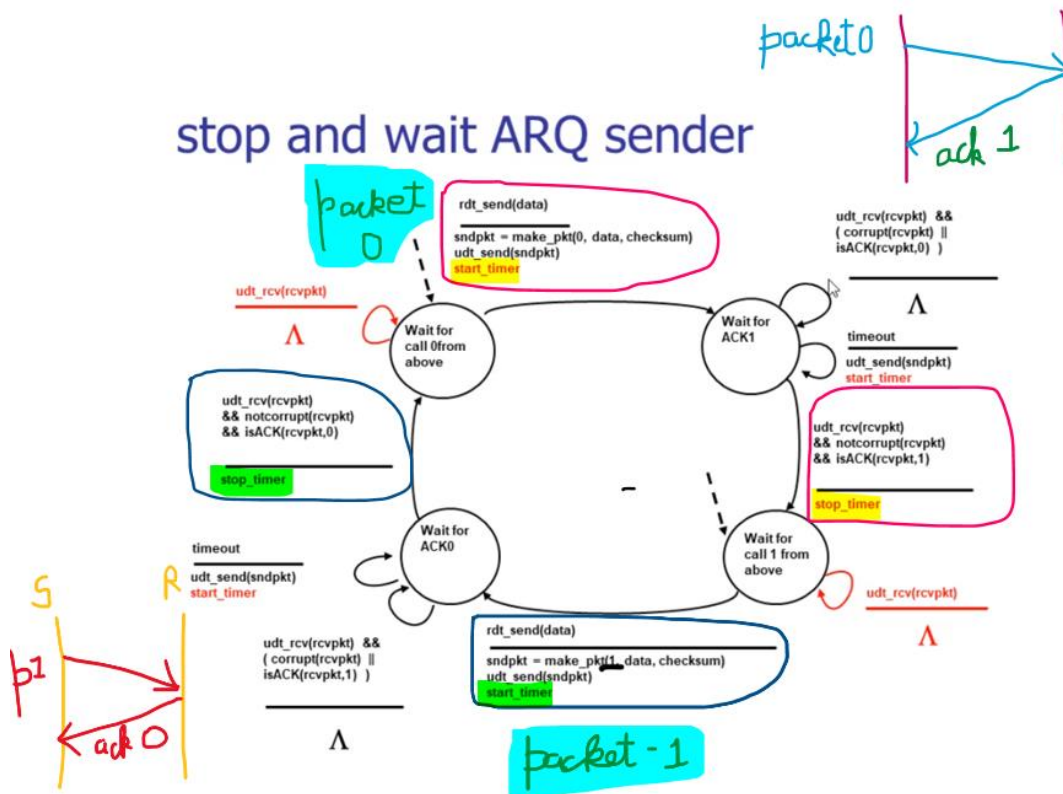 packet 0
ack 1
stop and wait ARQ sender
packet
0
rdt_send(data)
sndpkt = make_pkt(0, data, checksum)
udt_send(sndpkt)
start_timer
udt_rcv(rcvpkt) &&
( corrupt(rcvpkt) ||
isACK(rcvpkt,0) )
Λ
udt_rcv(rcvpkt)
Λ
Wait for
call 0from
above
Wait for
ACK1
timeout
udt_send(sndpkt)
start_timer
udt_rcv(rcvpkt)
&& notcorrupt(rcvpkt)
&& isACK(rcvpkt,0)
stop_timer
udt_rcv(rcvpkt)
&& notcorrupt(rcvpkt)
&& isACK(rcvpkt,1)
stop_timer
Wait for
ACK0
Wait for
call 1 from
above
timeout
udt_send(sndpkt)
start_timer
udt_rcv(rcvpkt)
Λ
S R
p1
ack 0
udt_rcv(rcvpkt) &&
( corrupt(rcvpkt) ||
isACK(rcvpkt,1) )
Λ
rdt_send(data)
sndpkt = make_pkt(1, data, checksum)
udt_send(sndpkt)
start_timer
packet - 1